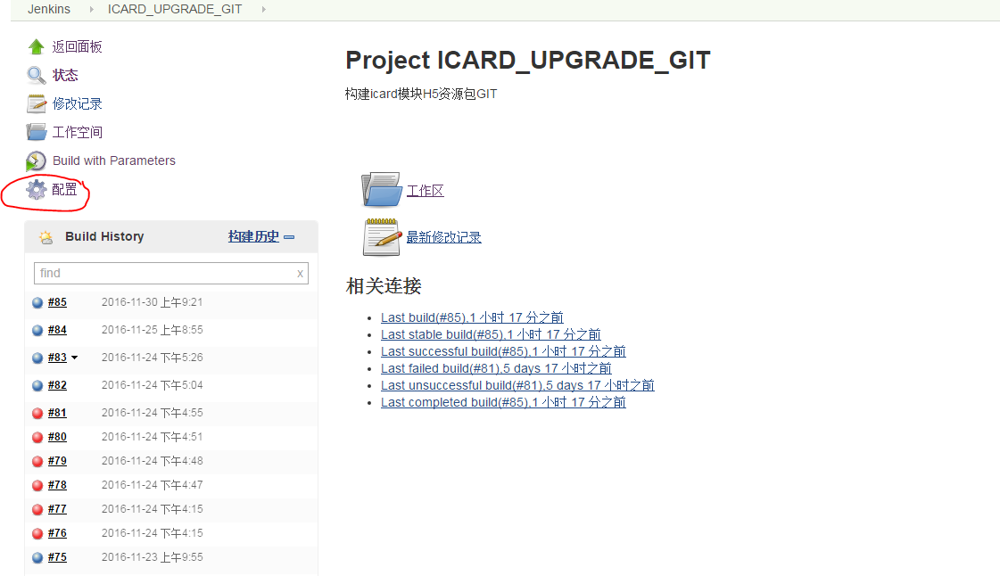 Jenkins ICARD_UPGRADE_GIT
返回面板
状态
修改记录
工作空间
Build with Parameters
配置
Build History 构建历史
find x
#85 2016-11-30 上午9:21
#84 2016-11-25 上午8:55
#83 2016-11-24 下午5:26
#82 2016-11-24 下午5:04
#81 2016-11-24 下午4:55
#80 2016-11-24 下午4:51
#79 2016-11-24 下午4:48
#78 2016-11-24 下午4:47
#77 2016-11-24 下午4:15
#76 2016-11-24 下午4:15
#75 2016-11-23 上午9:55
Project ICARD_UPGRADE_GIT
构建icard模块H5资源包GIT
工作区
最新修改记录
相关连接
Last build(#85),1 小时 17 分之前
Last stable build(#85),1 小时 17 分之前
Last successful build(#85),1 小时 17 分之前
Last failed build(#81),5 days 17 小时之前
Last unsuccessful build(#81),5 days 17 小时之前
Last completed build(#85),1 小时 17 分之前